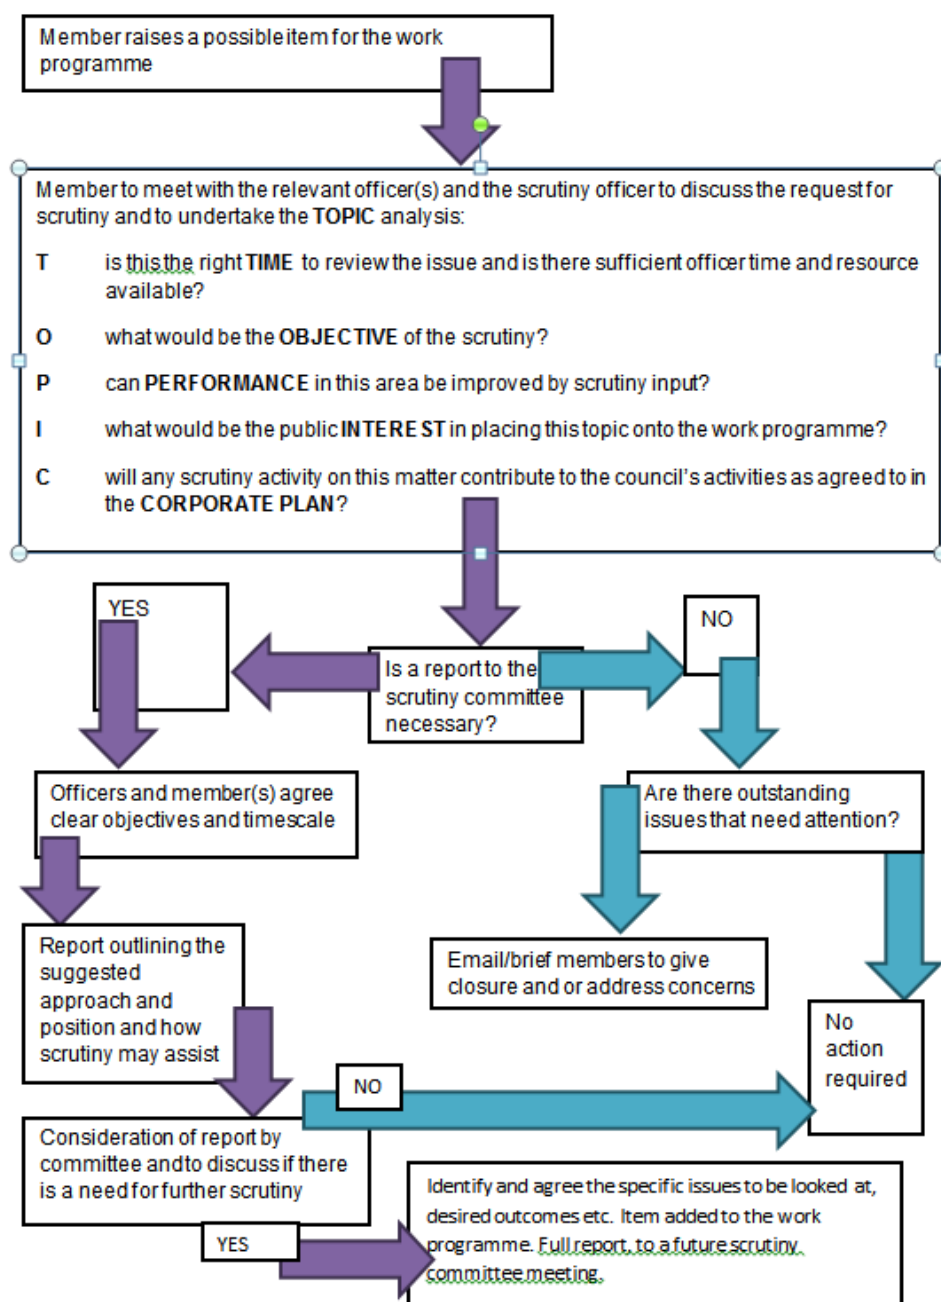 Member raises a possible item for the work
programme
Member to meet with the relevant officer(s) and the scrutiny officer to discuss the request for
scrutiny and to undertake the TOPIC analysis:
T is this the right TIME to review the issue and is there sufficient officer time and resource
available?
O what would be the OBJECTIVE of the scrutiny?
P can PERFORMANCE in this area be improved by scrutiny input?
I what would be the public INTEREST in placing this topic onto the work programme?
C will any scrutiny activity on this matter contribute to the council's activities as agreed to in
the CORPORATE PLAN?
YES
NO
Is a report to the
scrutiny committee
necessary?
Officers and member(s) agree
clear objectives and timescale
Are there outstanding
issues that need attention?
Report outlining the
suggested
approach and
position and how
scrutiny may assist
Email/brief members to give
closure and or address concerns
No
action
required
NO
Consideration of report by
committee and to discuss if there
is a need for further scrutiny
YES
Identify and agree the specific issues to be looked at,
desired outcomes etc. Item added to the work
programme. Full report, to a future scrutiny
committee meeting.